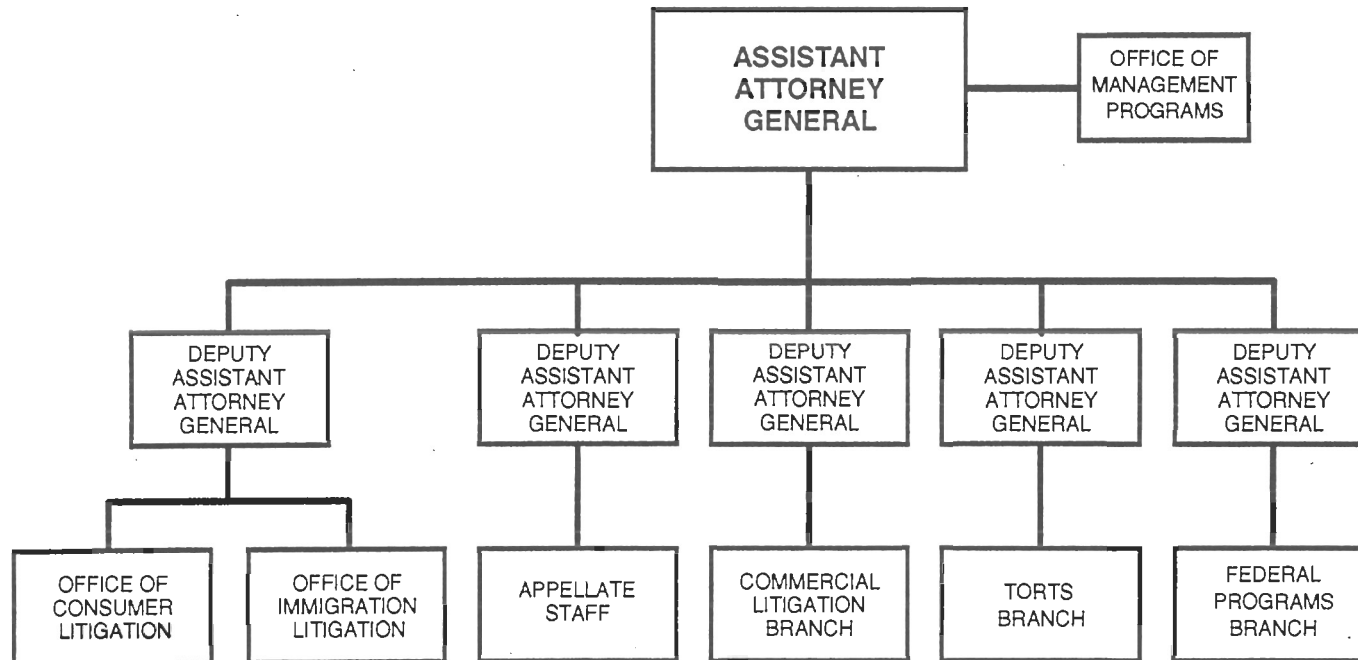 ASSISTANT
ATTORNEY
GENERAL
OFFICE OF
MANAGEMENT
PROGRAMS
DEPUTY
ASSISTANT
ATTORNEY
GENERAL
DEPUTY
ASSISTANT
ATTORNEY
GENERAL
DEPUTY
ASSISTANT
ATTORNEY
GENERAL
DEPUTY
ASSISTANT
ATTORNEY
GENERAL
DEPUTY
ASSISTANT
ATTORNEY
GENERAL
OFFICE OF
CONSUMER
LITIGATION
OFFICE OF
IMMIGRATION
LITIGATION
APPELLATE
STAFF
COMMERCIAL
LITIGATION
BRANCH
TORTS
BRANCH
FEDERAL
PROGRAMS
BRANCH